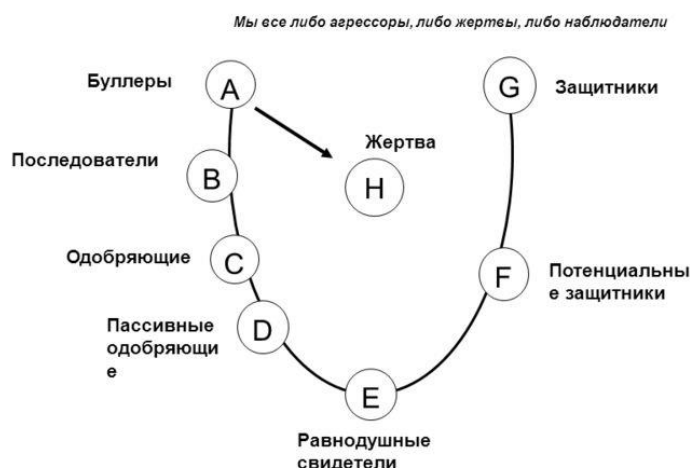 Мы все либо агрессоры, либо жертвы, либо наблюдатели
Буллеры
A
G
Защитники
Жертва
H
Последователи
B
Одобряющие
C
F
Потенциальны
е защитники
Пассивные
одобряющи
е
D
E
Равнодушные
свидетели